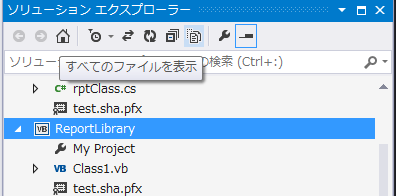 ソリューション エクスプローラー
ソリュー の検索 (Ctrl+:)
すべてのファイルを表示
C# rptClass.cs
test.sha.pfx
VB ReportLibrary
My Project
VB Class1.vb
test.sha.pfx